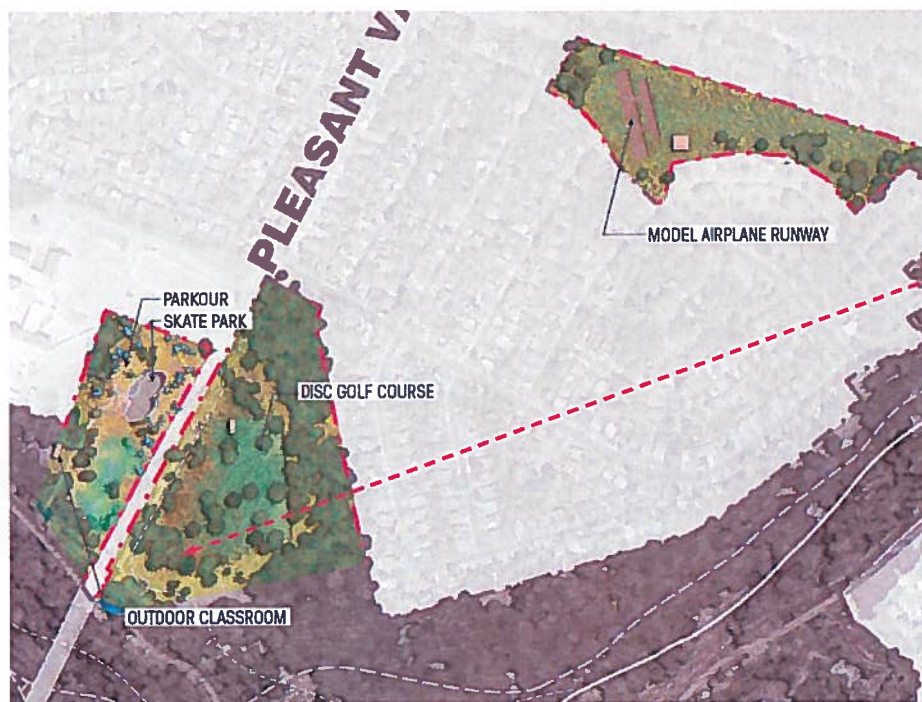 PLEASANT
MODEL AIRPLANE RUNWAY
PARKOUR
SKATE PARK
DISC GOLF COURSE
OUTDOOR CLASSROOM